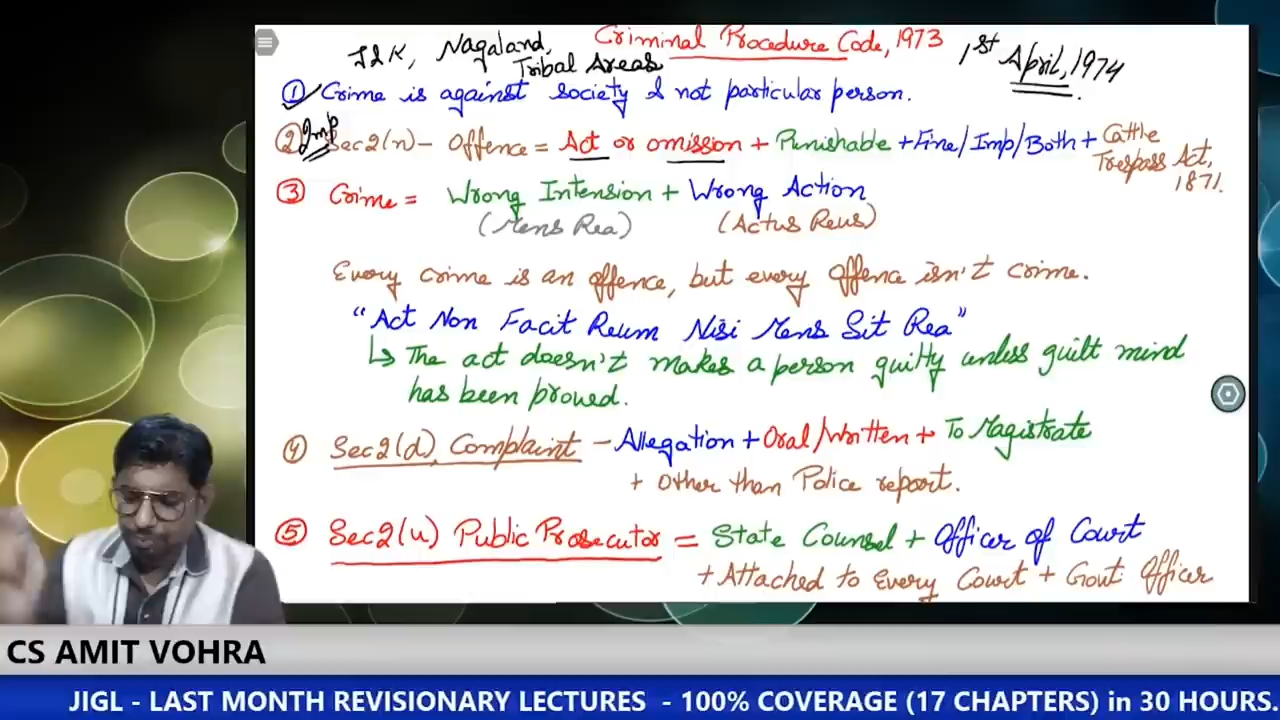 J&K, Nagaland, Criminal Procedure Code, 1973 1st April, 1974
Tribal Areas
① Crime is against society & not particular person.
② Imp Sec2(n) - Offence = Act or omission + Punishable + Fine/Imp/Both + Cattle
Trespass Act,
1871.
③ Crime = Wrong Intension + Wrong Action
(Mens Rea) (Actus Reus)
Every crime is an offence, but every offence isn't crime.
"Act Non Facit Reum Nisi Mens Sit Rea"
↳ The act doesn't makes a person guilty unless guilt mind
has been proved.
④ Sec2(d) Complaint - Allegation + Oral/Written + To Magistrate
+ Other than Police report.
⑤ Sec2(u) Public Prosecutor = State Counsel + Officer of Court
+ Attached to Every Court + Govt Officer
CS AMIT VOHRA
JIGL - LAST MONTH REVISIONARY LECTURES - 100% COVERAGE (17 CHAPTERS) in 30 HOURS.